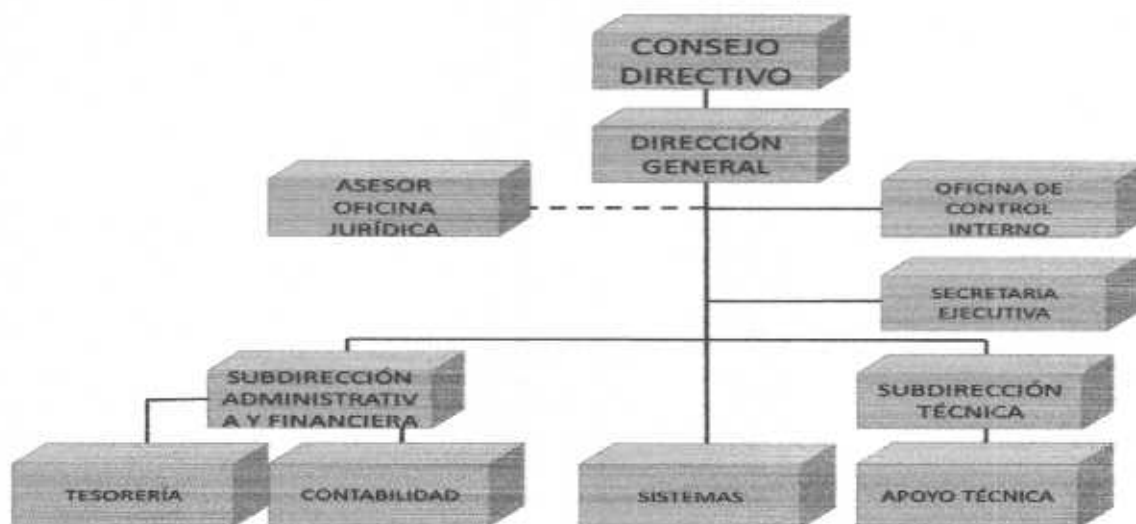 CONSEJO
DIRECTIVO
DIRECCIÓN
GENERAL
ASESOR
OFICINA
JURÍDICA
OFICINA DE
CONTROL
INTERNO
SECRETARIA
EJECUTIVA
SUBDIRECCIÓN
ADMINISTRATIV
A Y FINANCIERA
SUBDIRECCIÓN
TÉCNICA
TESORERÍA
CONTABILIDAD
SISTEMAS
APOYO TÉCNICA